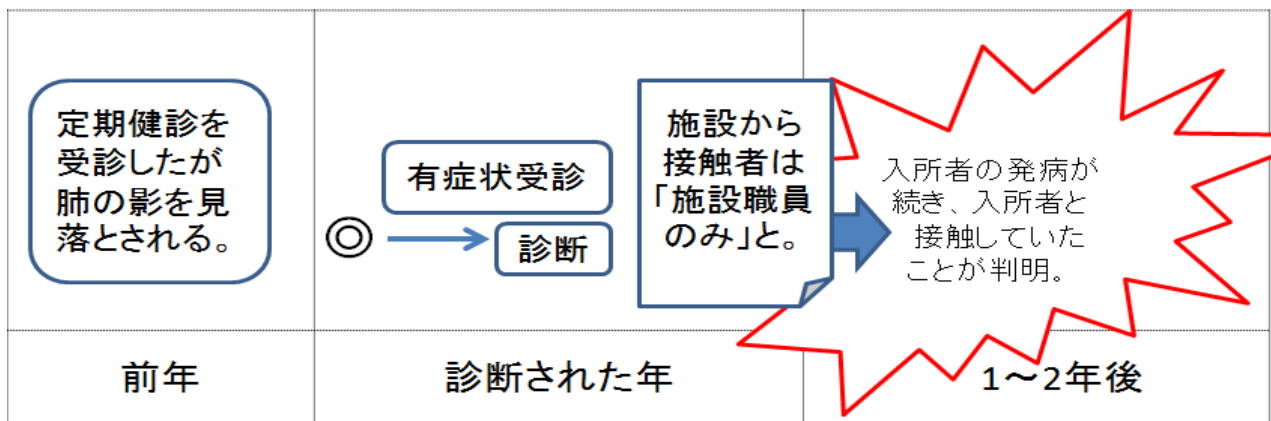 定期健診を
受診したが
肺の影を見
落とされる。
◎
有症状受診
診断
施設から
接触者は
「施設職員
のみ」と。
入所者の発病が
続き、入所者と
接触していた
ことが判明。
前年
診断された年
1～2年後